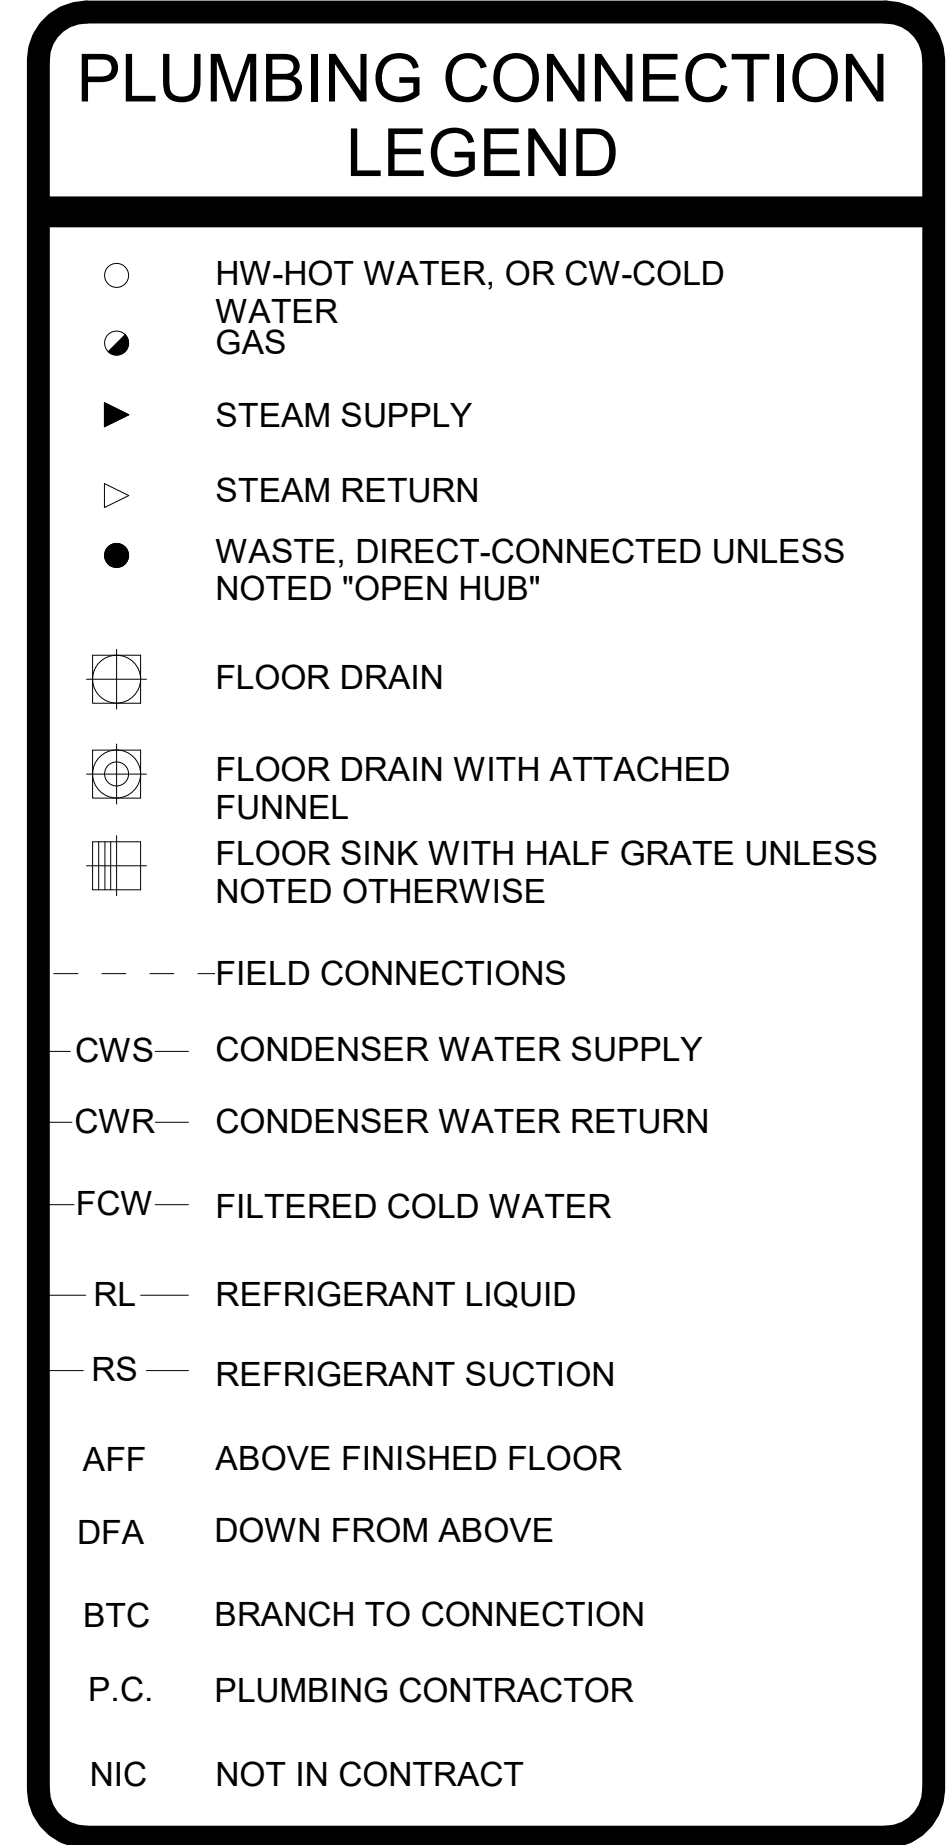 PLUMBING CONNECTION
LEGEND
HW-HOT WATER, OR CW-COLD
WATER
GAS
STEAM SUPPLY
STEAM RETURN
WASTE, DIRECT-CONNECTED UNLESS
NOTED "OPEN HUB"
FLOOR DRAIN
FLOOR DRAIN WITH ATTACHED
FUNNEL
FLOOR SINK WITH HALF GRATE UNLESS
NOTED OTHERWISE
FIELD CONNECTIONS
CWS CONDENSER WATER SUPPLY
CWR CONDENSER WATER RETURN
FCW FILTERED COLD WATER
RL REFRIGERANT LIQUID
RS REFRIGERANT SUCTION
AFF ABOVE FINISHED FLOOR
DFA DOWN FROM ABOVE
BTC BRANCH TO CONNECTION
P.C. PLUMBING CONTRACTOR
NIC NOT IN CONTRACT